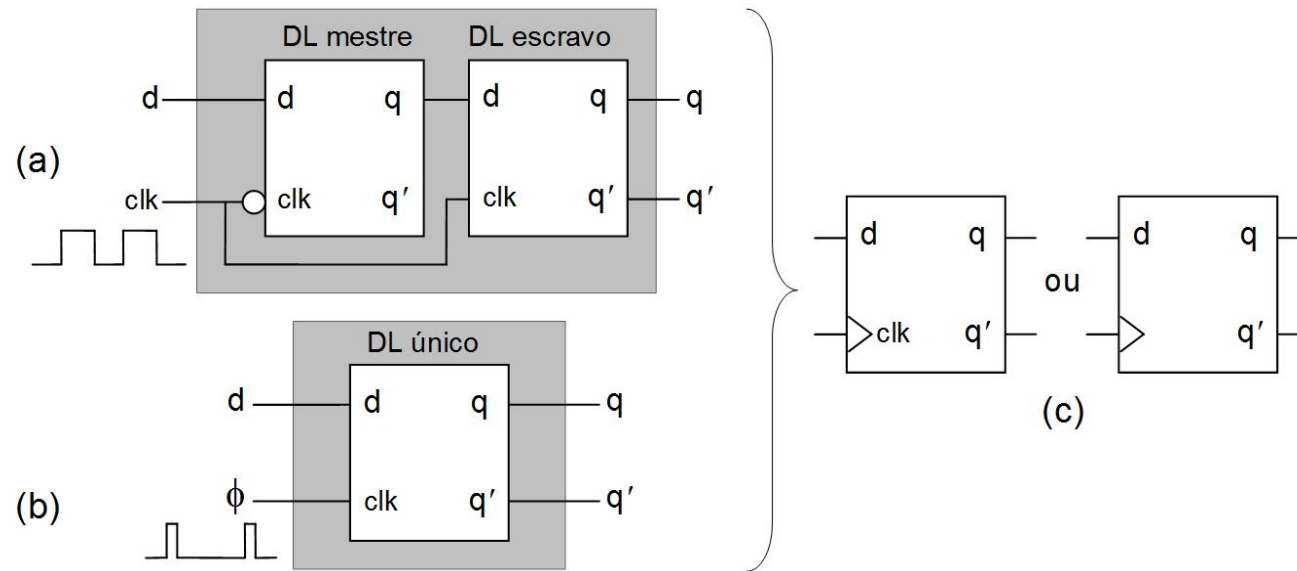 DL mestre DL escravo
d d q d q q
(a)
clk clk q′ clk q′ q′
DL único
d d q q
(b) ϕ clk q′ q′
d q d q
ou
clk q′ q′
(c)